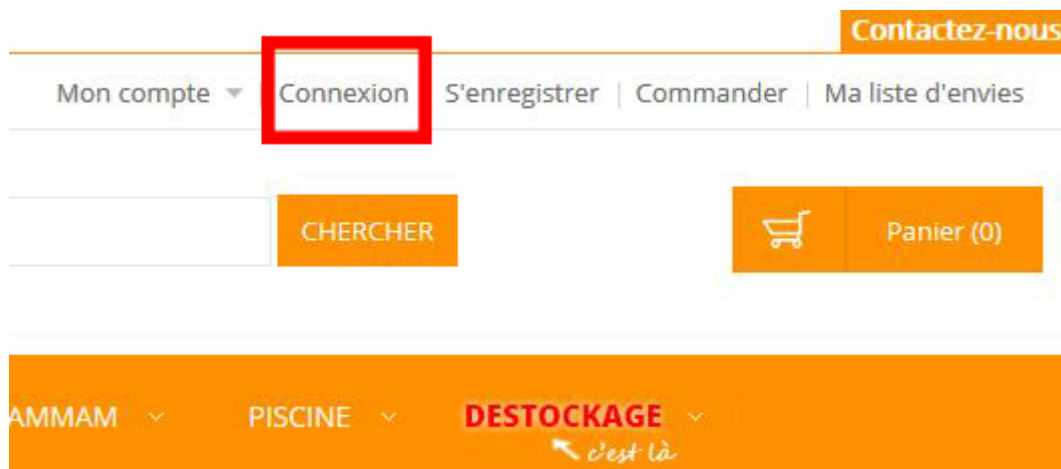 Contactez-nous
Mon compte | Connexion S'enregistrer | Commander | Ma liste d'envies
CHERCHER Panier (0)
AMMAM PISCINE DESTOCKAGE
c'est là